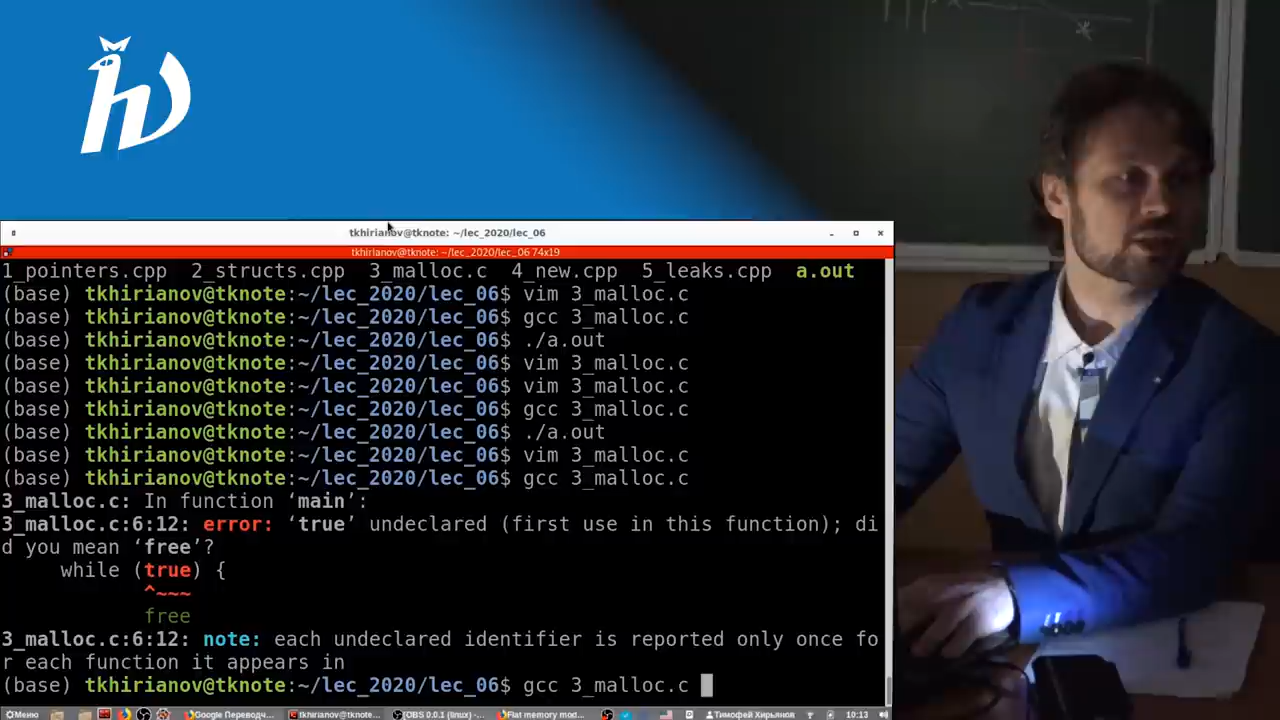 tkhirianov@tknote: ~/lec_2020/lec_06
tkhirianov@tknote: ~/lec_2020/lec_06 74x19
1_pointers.cpp  2_structs.cpp  3_malloc.c  4_new.cpp  5_leaks.cpp  a.out
(base) tkhirianov@tknote:~/lec_2020/lec_06$ vim 3_malloc.c
(base) tkhirianov@tknote:~/lec_2020/lec_06$ gcc 3_malloc.c
(base) tkhirianov@tknote:~/lec_2020/lec_06$ ./a.out
(base) tkhirianov@tknote:~/lec_2020/lec_06$ vim 3_malloc.c
(base) tkhirianov@tknote:~/lec_2020/lec_06$ vim 3_malloc.c
(base) tkhirianov@tknote:~/lec_2020/lec_06$ gcc 3_malloc.c
(base) tkhirianov@tknote:~/lec_2020/lec_06$ ./a.out
(base) tkhirianov@tknote:~/lec_2020/lec_06$ vim 3_malloc.c
(base) tkhirianov@tknote:~/lec_2020/lec_06$ gcc 3_malloc.c
3_malloc.c: In function ‘main’:
3_malloc.c:6:12: error: ‘true’ undeclared (first use in this function); di
d you mean ‘free’?
     while (true) {
            ^~~~
            free
3_malloc.c:6:12: note: each undeclared identifier is reported only once fo
r each function it appears in
(base) tkhirianov@tknote:~/lec_2020/lec_06$ gcc 3_malloc.c
Меню Google Переводч... tkhirianov@tknote... [OBS 0.0.1 (linux) -... Flat memory mod... Тимофей Хирьянов 10:13